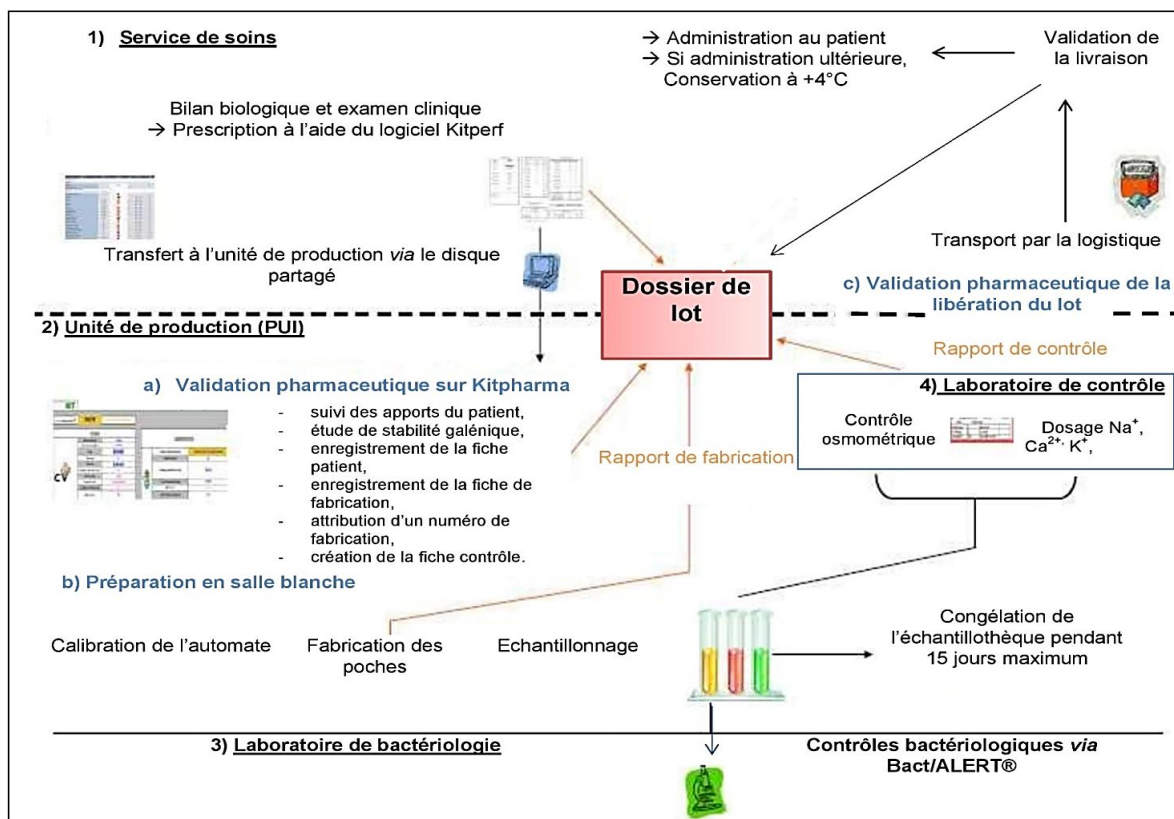 1) Service de soins
→ Administration au patient
→ Si administration ultérieure,
Conservation à +4°C
Validation de
la livraison
Bilan biologique et examen clinique
→ Prescription à l'aide du logiciel Kitperf
Transfert à l'unité de production via le disque
partagé
Transport par la logistique
Dossier de
lot
c) Validation pharmaceutique de la
libération du lot
2) Unité de production (PUI)
Rapport de contrôle
a) Validation pharmaceutique sur Kitpharma
- suivi des apports du patient,
- étude de stabilité galénique,
- enregistrement de la fiche
patient,
- enregistrement de la fiche de
fabrication,
- attribution d'un numéro de
fabrication,
- création de la fiche contrôle.
Rapport de fabrication
4) Laboratoire de contrôle
Contrôle
osmométrique
Dosage Na⁺,
Ca²⁺, K⁺,
b) Préparation en salle blanche
Calibration de l'automate
Fabrication des
poches
Echantillonnage
Congélation de
l'échantillothèque pendant
15 jours maximum
3) Laboratoire de bactériologie
Contrôles bactériologiques via
Bact/ALERT®